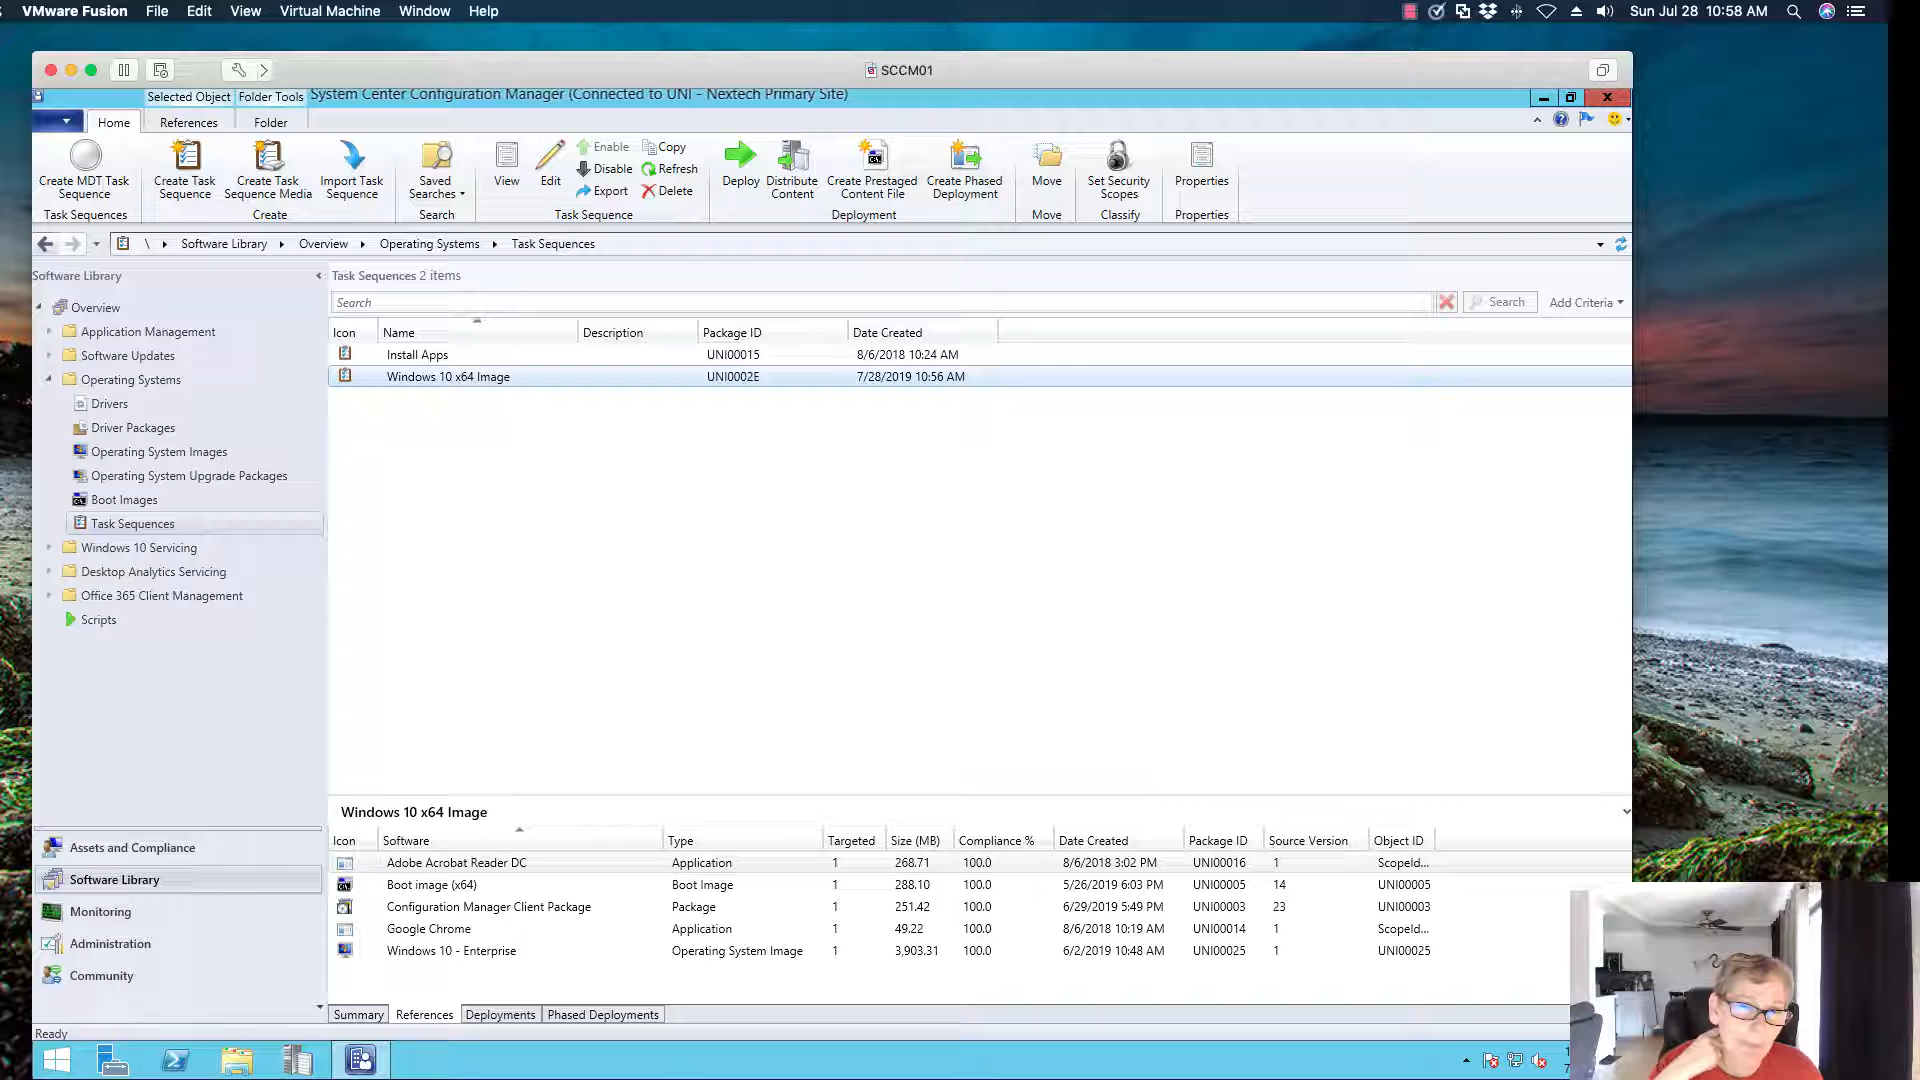 VMware Fusion File Edit View Virtual Machine Window Help Sun Jul 28 10:58 AM
SCCM01
Selected Object Folder Tools System Center Configuration Manager (Connected to UNI - Nextech Primary Site)
Home References Folder
Create MDT Task Sequence
Create Task Sequence
Create Task Sequence Media
Import Task Sequence
Saved Searches
View
Edit
Enable
Disable
Export
Copy
Refresh
Delete
Deploy
Distribute Content
Create Prestaged Content File
Create Phased Deployment
Move
Set Security Scopes
Properties
Task Sequences Create Search Task Sequence Deployment Move Classify Properties
\ Software Library Overview Operating Systems Task Sequences
Software Library
Overview
Application Management
Software Updates
Operating Systems
Drivers
Driver Packages
Operating System Images
Operating System Upgrade Packages
Boot Images
Task Sequences
Windows 10 Servicing
Desktop Analytics Servicing
Office 365 Client Management
Scripts
Assets and Compliance
Software Library
Monitoring
Administration
Community
Task Sequences 2 items
Search Search Add Criteria
Icon Name Description Package ID Date Created
Install Apps UNI00015 8/6/2018 10:24 AM
Windows 10 x64 Image UNI0002E 7/28/2019 10:56 AM
Windows 10 x64 Image
Icon Software Type Targeted Size (MB) Compliance % Date Created Package ID Source Version Object ID
Adobe Acrobat Reader DC Application 1 268.71 100.0 8/6/2018 3:02 PM UNI00016 1 ScopeId...
Boot image (x64) Boot Image 1 288.10 100.0 5/26/2019 6:03 PM UNI00005 14 UNI00005
Configuration Manager Client Package Package 1 251.42 100.0 6/29/2019 5:49 PM UNI00003 23 UNI00003
Google Chrome Application 1 49.22 100.0 8/6/2018 10:19 AM UNI00014 1 ScopeId...
Windows 10 - Enterprise Operating System Image 1 3,903.31 100.0 6/2/2019 10:48 AM UNI00025 1 UNI00025
Summary References Deployments Phased Deployments
Ready